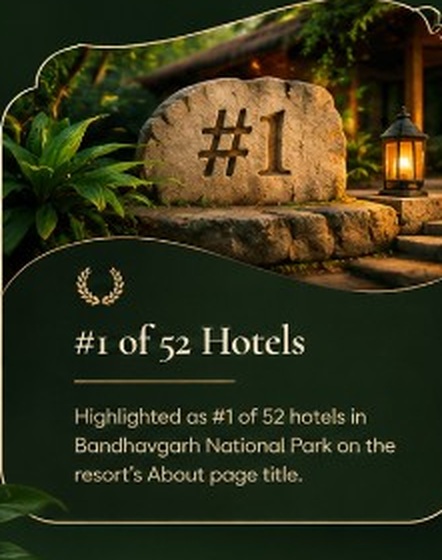 #1
#1 of 52 Hotels
Highlighted as #1 of 52 hotels in
Bandhavgarh National Park on the
resort's About page title.